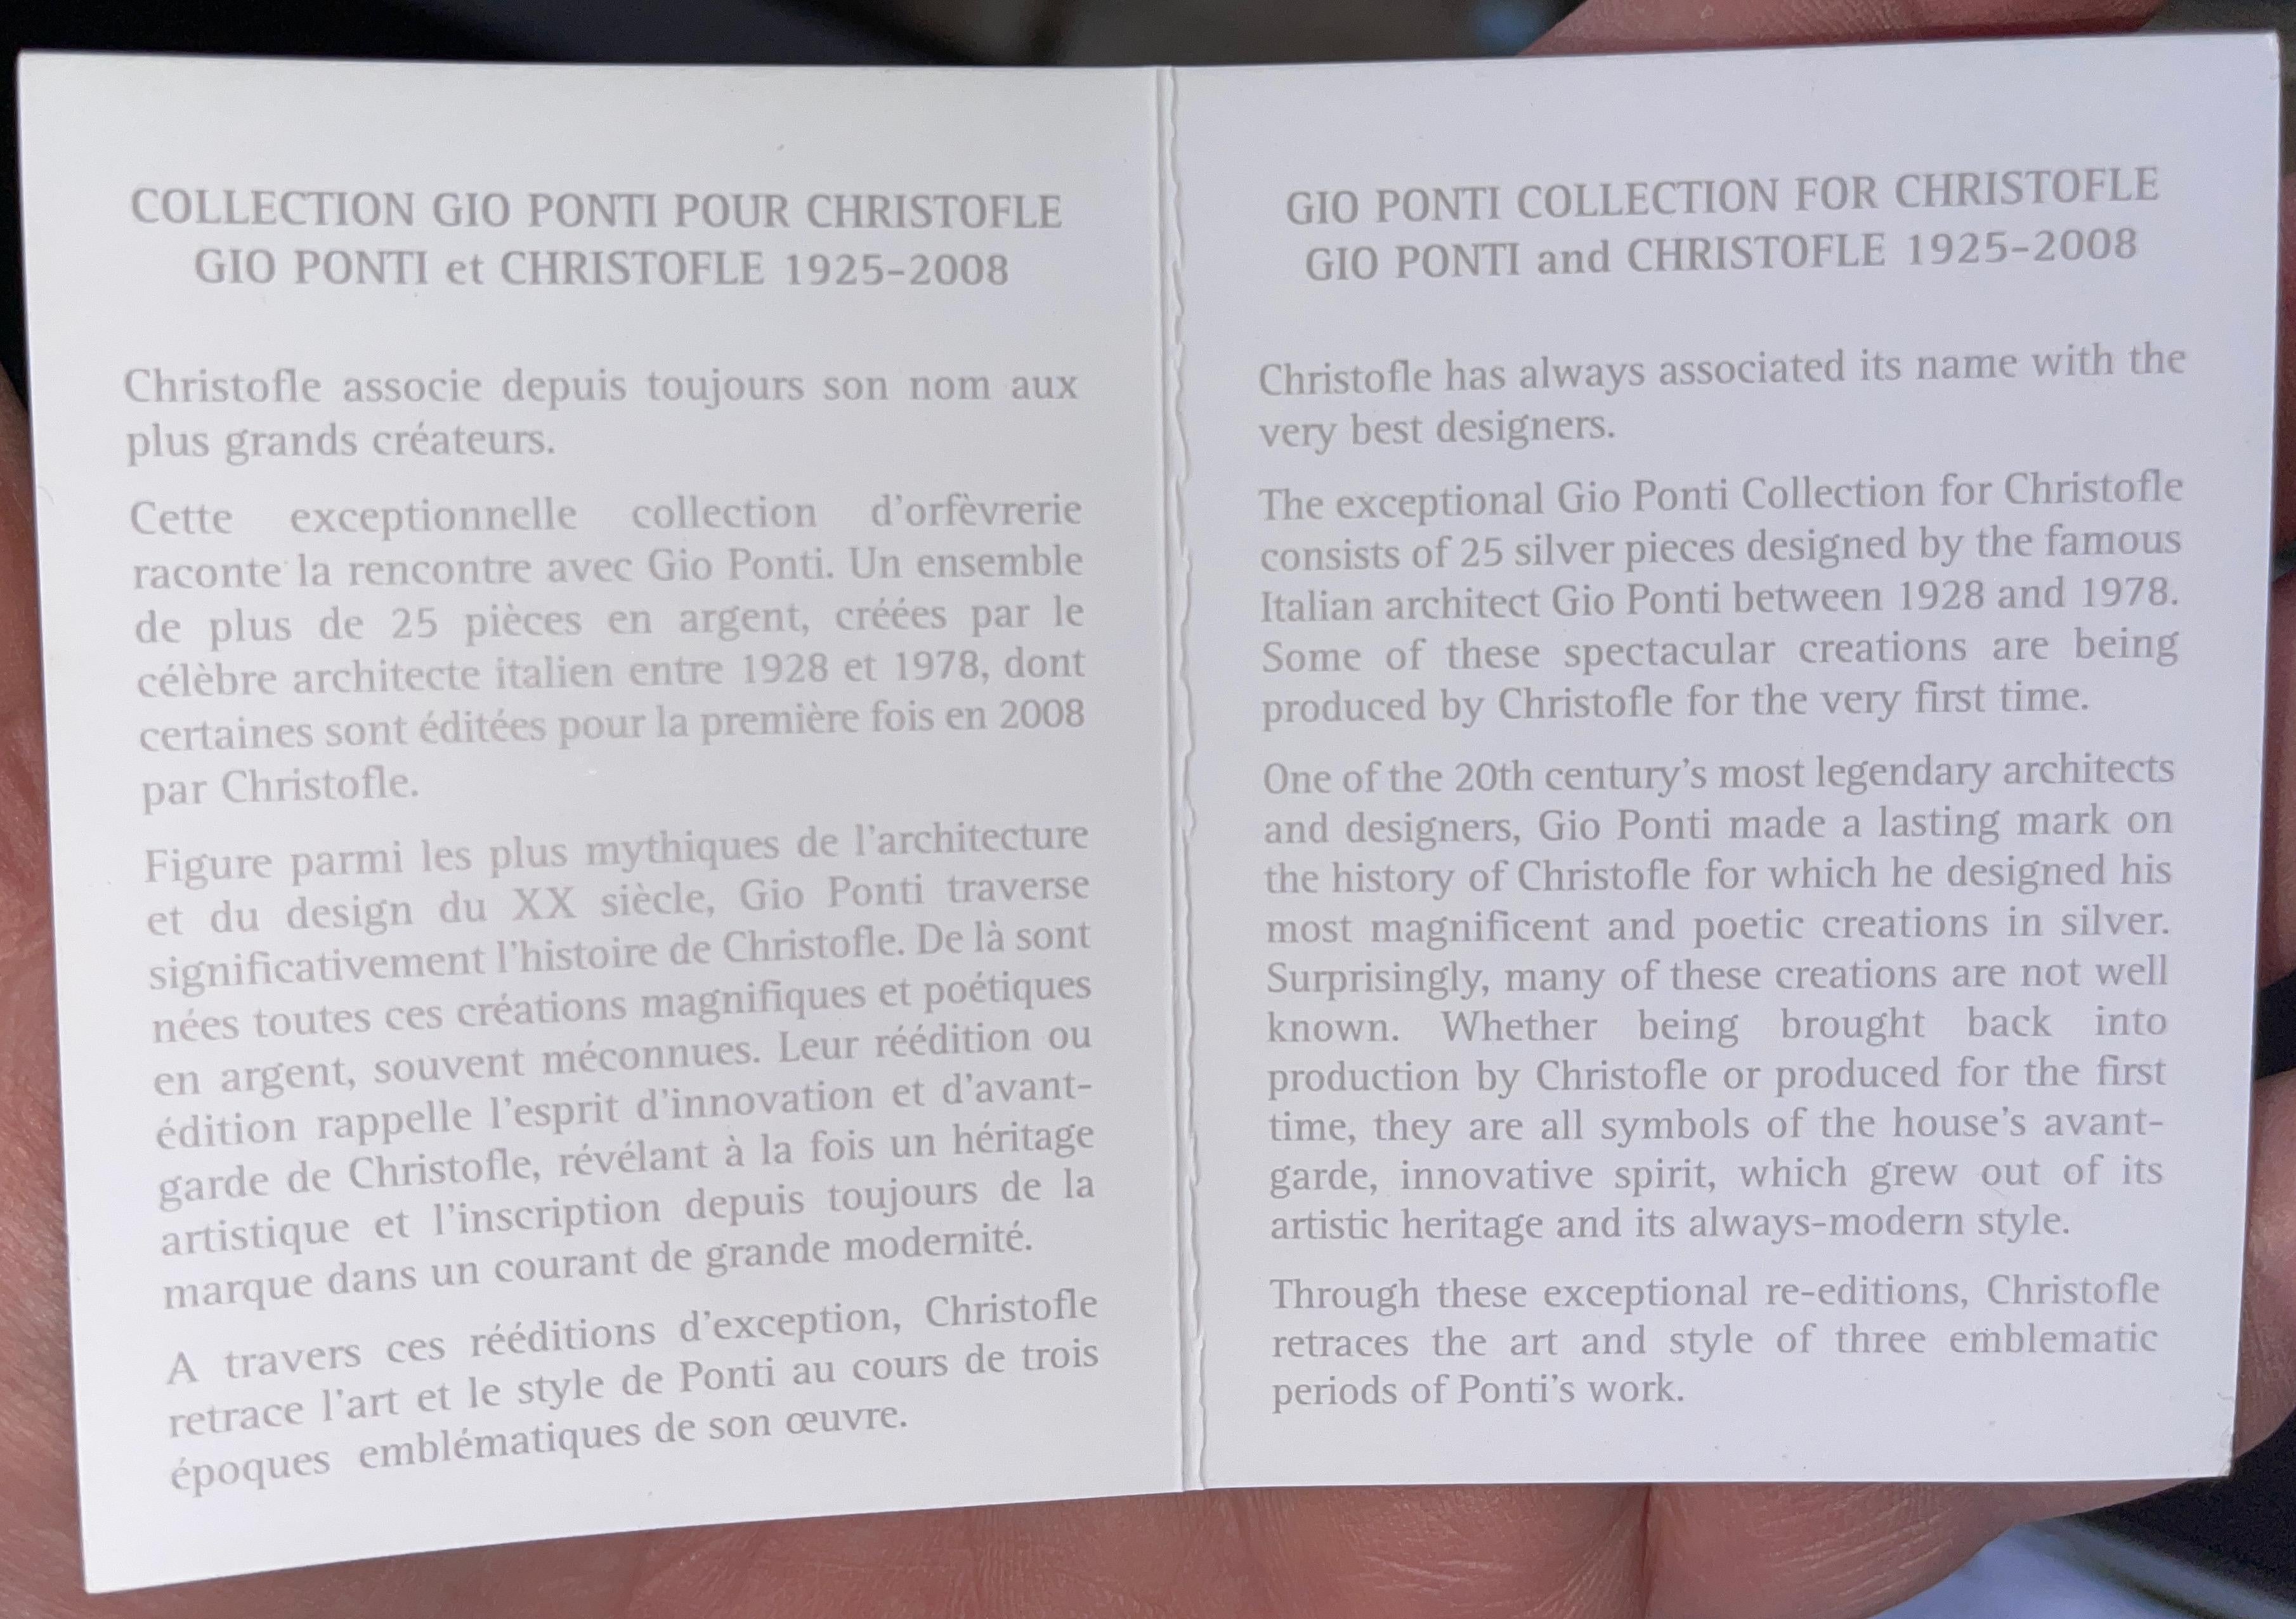 COLLECTION GIO PONTI POUR CHRISTOFLE
GIO PONTI et CHRISTOFLE 1925-2008
Christofle associe depuis toujours son nom aux
plus grands créateurs.
Cette exceptionnelle collection d'orfèvrerie
raconte la rencontre avec Gio Ponti. Un ensemble
de plus de 25 pièces en argent, créées par le
célèbre architecte italien entre 1928 et 1978, dont
certaines sont éditées pour la première fois en 2008
par Christofle.
Figure parmi les plus mythiques de l'architecture
et du design du XX siècle, Gio Ponti traverse
significativement l'histoire de Christofle. De là sont
nées toutes ces créations magnifiques et poétiques
en argent, souvent méconnues. Leur réédition ou
édition rappelle l'esprit d'innovation et d'avant-
garde de Christofle, révélant à la fois un héritage
artistique et l'inscription depuis toujours de la
marque dans un courant de grande modernité.
A travers ces rééditions d'exception, Christofle
retrace l'art et le style de Ponti au cours de trois
époques emblématiques de son œuvre.
GIO PONTI COLLECTION FOR CHRISTOFLE
GIO PONTI and CHRISTOFLE 1925-2008
Christofle has always associated its name with the
very best designers.
The exceptional Gio Ponti Collection for Christofle
consists of 25 silver pieces designed by the famous
Italian architect Gio Ponti between 1928 and 1978.
Some of these spectacular creations are being
produced by Christofle for the very first time.
One of the 20th century's most legendary architects
and designers, Gio Ponti made a lasting mark on
the history of Christofle for which he designed his
most magnificent and poetic creations in silver.
Surprisingly, many of these creations are not well
known. Whether being brought back into
production by Christofle or produced for the first
time, they are all symbols of the house's avant-
garde, innovative spirit, which grew out of its
artistic heritage and its always-modern style.
Through these exceptional re-editions, Christofle
retraces the art and style of three emblematic
periods of Ponti's work.